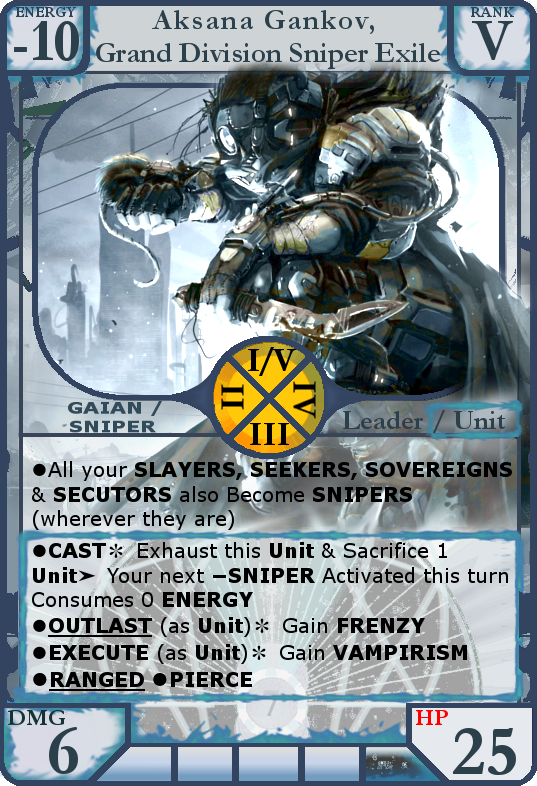 ENERGY
-10
Aksana Gankov,
Grand Division Sniper Exile
RANK
V
I/V
II
IV
III
GAIAN /
SNIPER
Leader / Unit
●All your SLAYERS, SEEKERS, SOVEREIGNS
& SECUTORS also Become SNIPERS
(wherever they are)
●CAST✻ Exhaust this Unit & Sacrifice 1
Unit➤ Your next −SNIPER Activated this turn
Consumes 0 ENERGY
●OUTLAST (as Unit)✻ Gain FRENZY
●EXECUTE (as Unit)✻ Gain VAMPIRISM
●RANGED ●PIERCE
DMG
6
HP
25